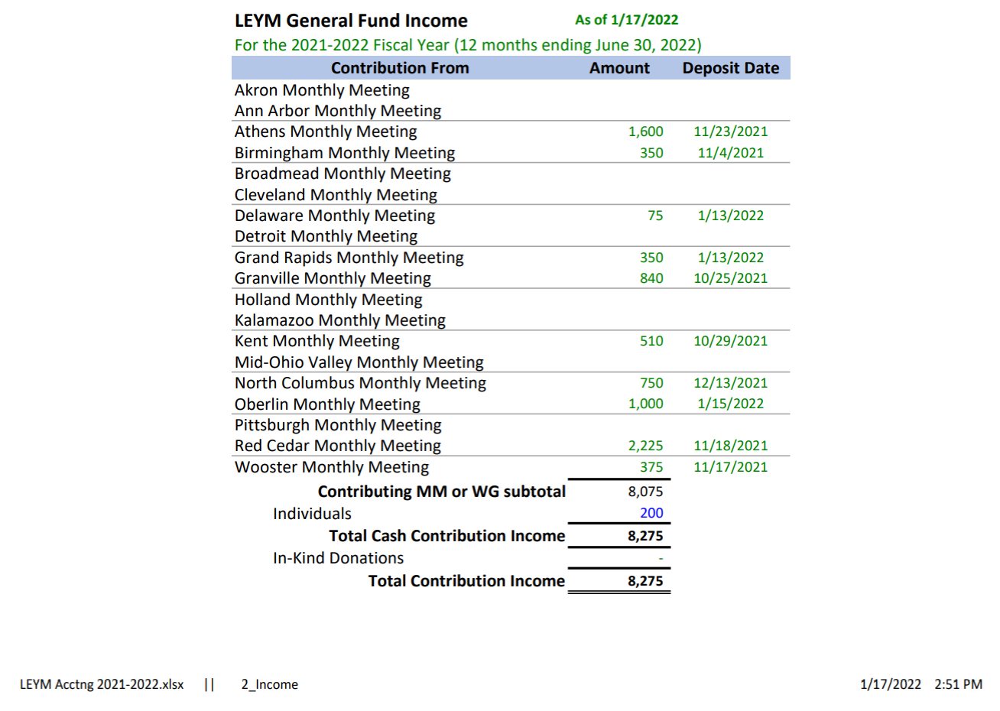 LEYM General Fund Income As of 1/17/2022
For the 2021-2022 Fiscal Year (12 months ending June 30, 2022)
Contribution From Amount Deposit Date
Akron Monthly Meeting
Ann Arbor Monthly Meeting
Athens Monthly Meeting 1,600 11/23/2021
Birmingham Monthly Meeting 350 11/4/2021
Broadmead Monthly Meeting
Cleveland Monthly Meeting
Delaware Monthly Meeting 75 1/13/2022
Detroit Monthly Meeting
Grand Rapids Monthly Meeting 350 1/13/2022
Granville Monthly Meeting 840 10/25/2021
Holland Monthly Meeting
Kalamazoo Monthly Meeting
Kent Monthly Meeting 510 10/29/2021
Mid-Ohio Valley Monthly Meeting
North Columbus Monthly Meeting 750 12/13/2021
Oberlin Monthly Meeting 1,000 1/15/2022
Pittsburgh Monthly Meeting
Red Cedar Monthly Meeting 2,225 11/18/2021
Wooster Monthly Meeting 375 11/17/2021
Contributing MM or WG subtotal 8,075
Individuals 200
Total Cash Contribution Income 8,275
In-Kind Donations -
Total Contribution Income 8,275
LEYM Acctng 2021-2022.xlsx || 2_Income 1/17/2022 2:51 PM